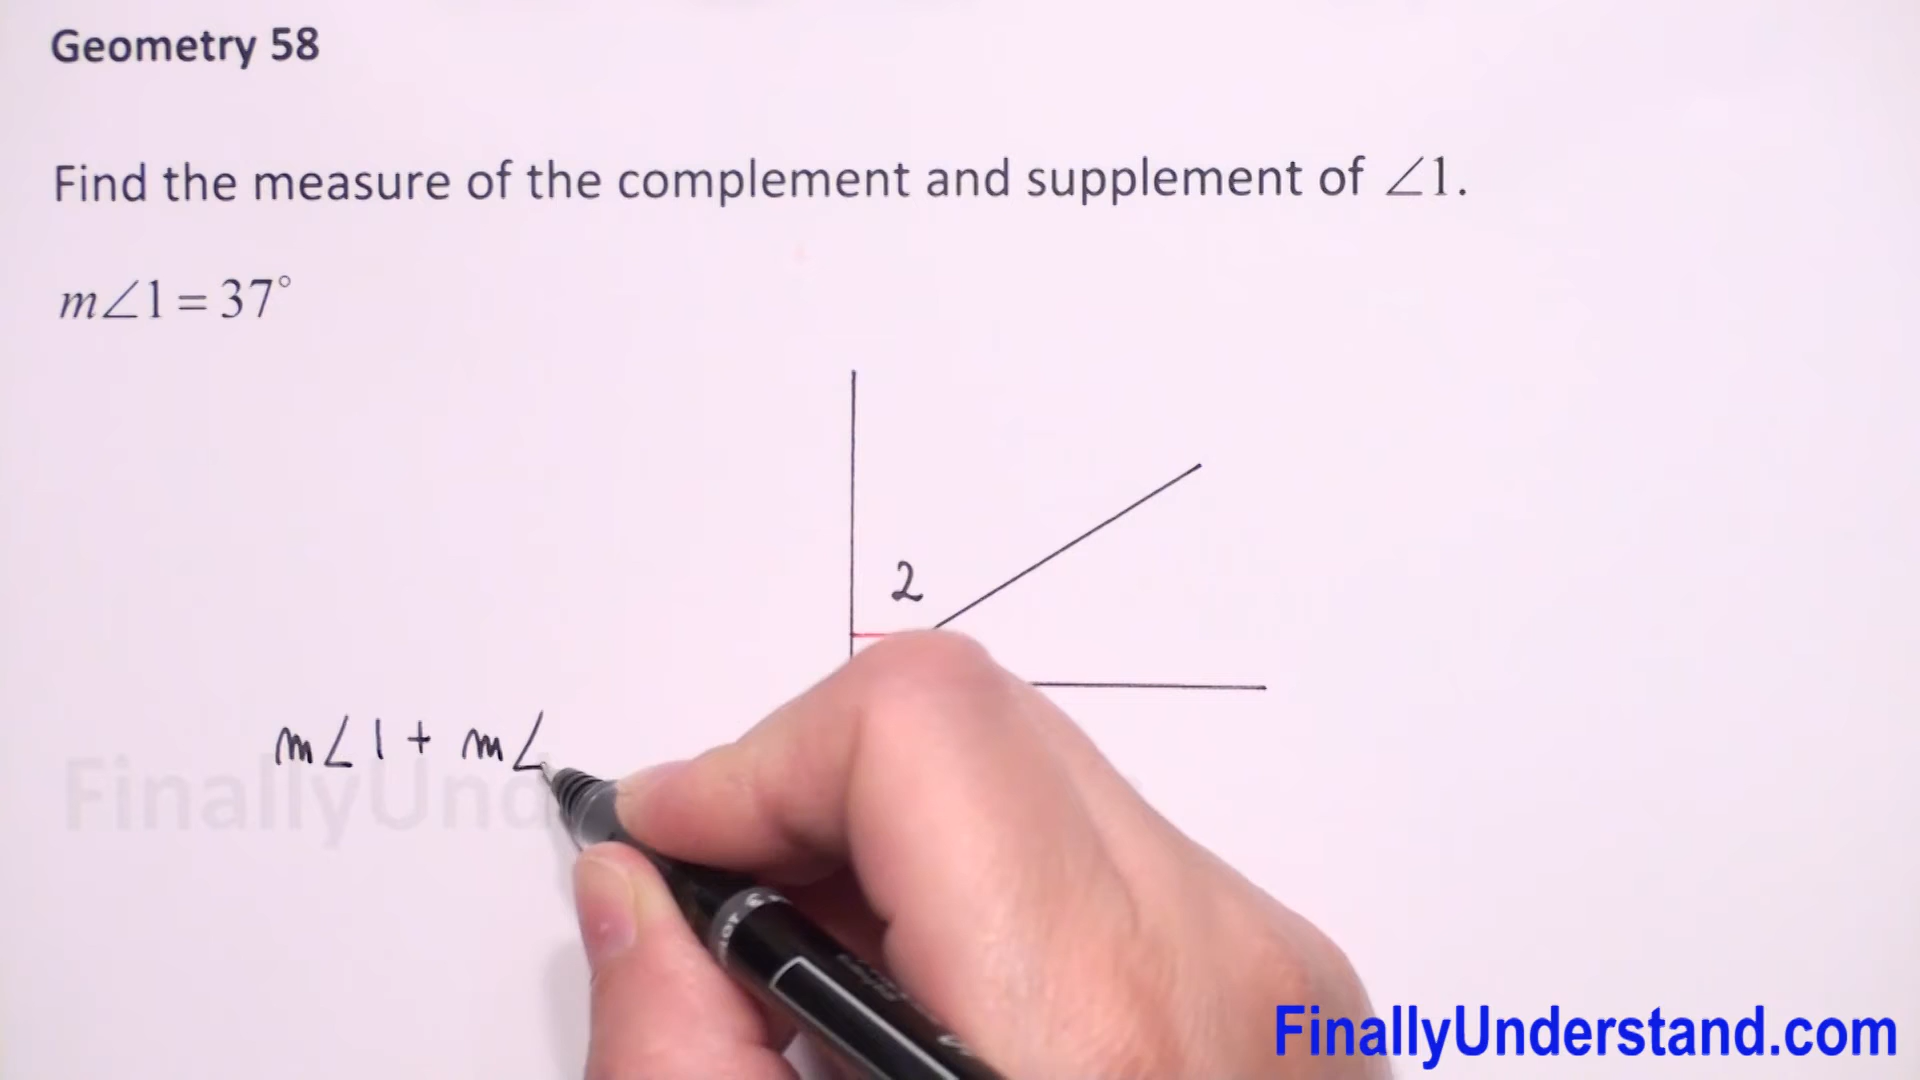 Geometry 58
Find the measure of the complement and supplement of ∠1.
m∠1 = 37°
2
m∠1 + m∠
FinallyUnd
FinallyUnderstand.com